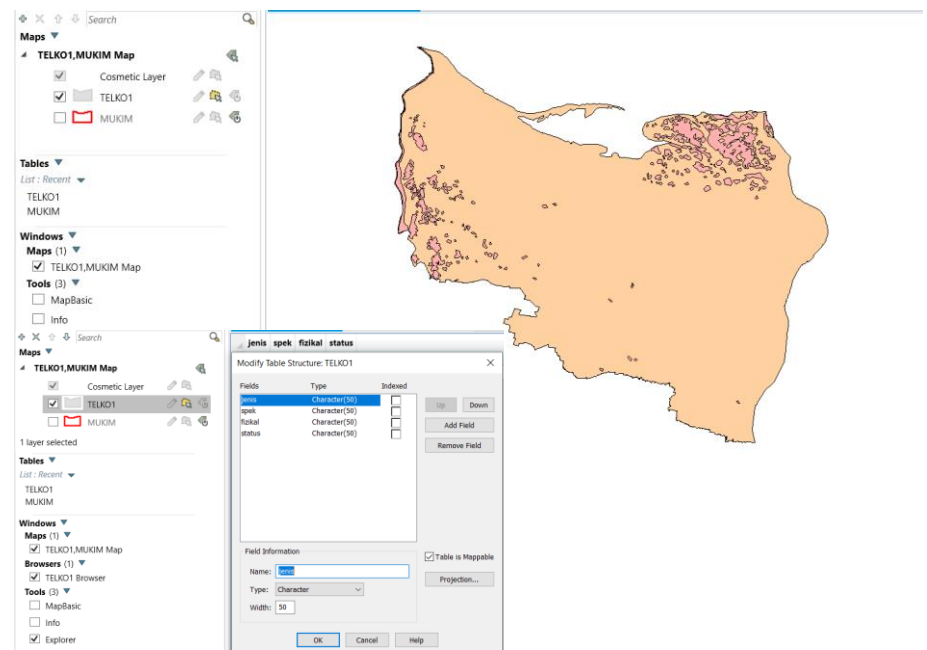 Search
Maps
TELKO1,MUKIM Map
Cosmetic Layer
TELKO1
MUKIM
Tables
List : Recent
TELKO1
MUKIM
Windows
Maps (1)
TELKO1,MUKIM Map
Tools (3)
MapBasic
Info
Search
Maps
TELKO1,MUKIM Map
Cosmetic Layer
TELKO1
MUKIM
1 layer selected
Tables
List : Recent
TELKO1
MUKIM
Windows
Maps (1)
TELKO1,MUKIM Map
Browsers (1)
TELKO1 Browser
Tools (3)
MapBasic
Info
Explorer
jenis spek fizikal status
Modify Table Structure: TELKO1
Fields Type Indexed
jenis Character(50)
spek Character(50)
fizikal Character(50)
status Character(50)
Up Down
Add Field
Remove Field
Field Information
Table is Mappable
Name: jenis
Projection...
Type: Character
Width: 50
OK Cancel Help